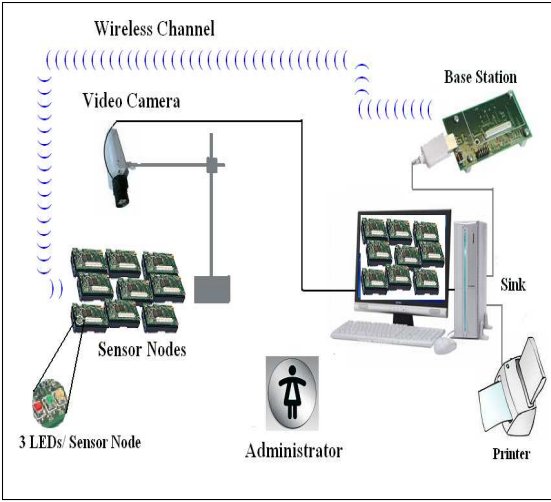 Wireless Channel
Base Station
Video Camera
Sink
Sensor Nodes
3 LEDs/ Sensor Node
Administrator
Printer